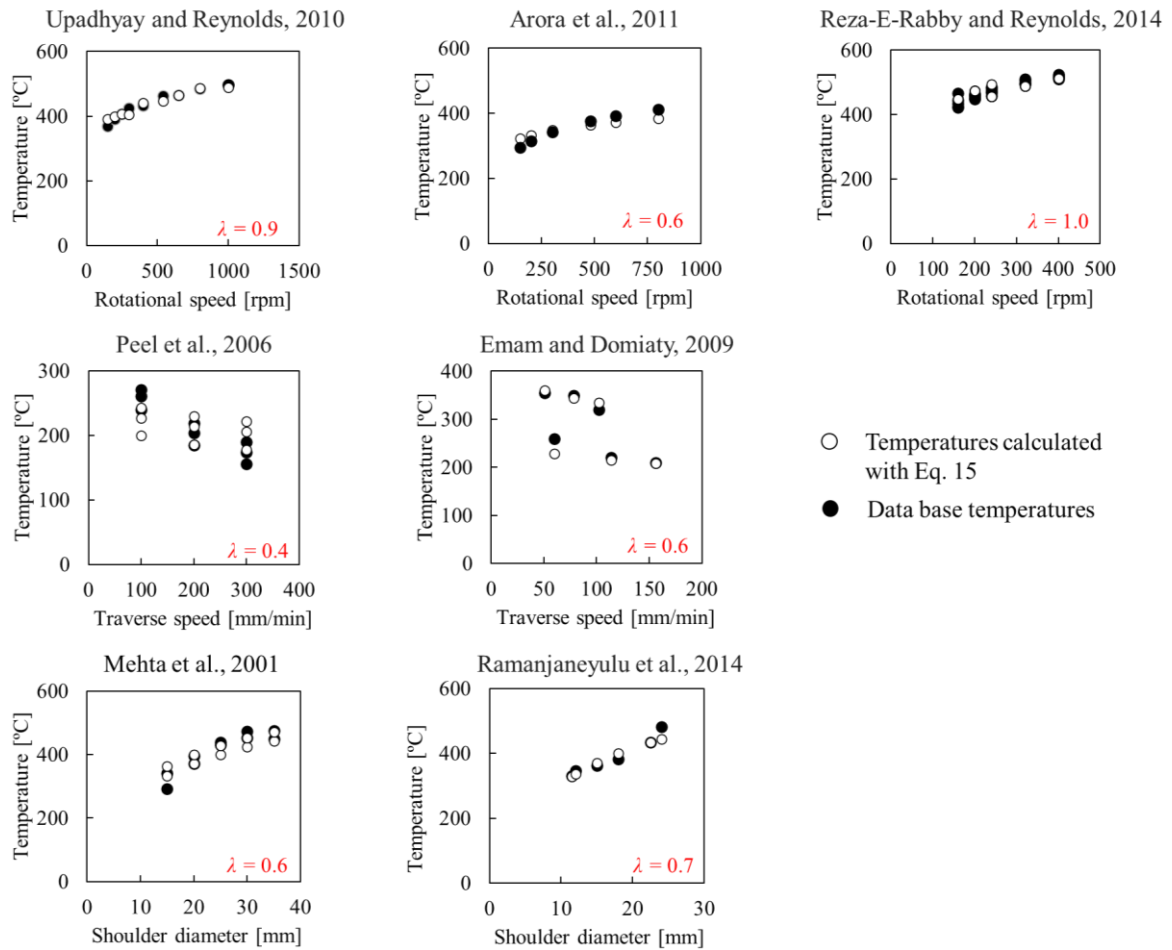 Upadhyay and Reynolds, 2010
Temperature [ºC]
600
400
200
0
λ = 0.9
0 500 1000 1500
Rotational speed [rpm]
Arora et al., 2011
Temperature [ºC]
600
400
200
0
λ = 0.6
0 250 500 750 1000
Rotational speed [rpm]
Reza-E-Rabby and Reynolds, 2014
Temperature [ºC]
600
400
200
0
λ = 1.0
0 100 200 300 400 500
Rotational speed [rpm]
Peel et al., 2006
Temperature [ºC]
300
200
100
0
λ = 0.4
0 100 200 300 400
Traverse speed [mm/min]
Emam and Domiaty, 2009
Temperature [ºC]
400
300
200
100
0
λ = 0.6
0 50 100 150 200
Traverse speed [mm/min]
Temperatures calculated
with Eq. 15
Data base temperatures
Mehta et al., 2001
Temperature [ºC]
600
400
200
0
λ = 0.6
0 10 20 30 40
Shoulder diameter [mm]
Ramanjaneyulu et al., 2014
Temperature [ºC]
600
400
200
0
λ = 0.7
0 10 20 30
Shoulder diameter [mm]